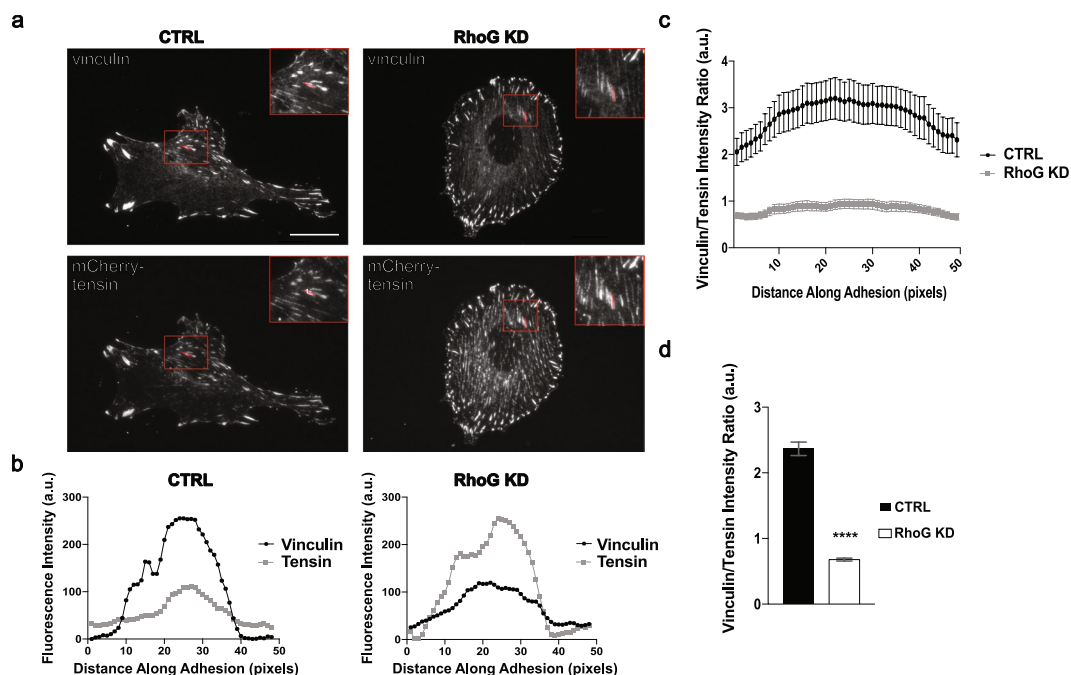 a
CTRL
RhoG KD
vinculin
vinculin
mCherry-
tensin
mCherry-
tensin
b
CTRL
RhoG KD
Fluorescence Intensity (a.u.)
300
200
100
0
0
10
20
30
40
50
Distance Along Adhesion (pixels)
Vinculin
Tensin
Fluorescence Intensity (a.u.)
300
200
100
0
0
10
20
30
40
50
Distance Along Adhesion (pixels)
Vinculin
Tensin
c
Vinculin/Tensin Intensity Ratio (a.u.)
4
3
2
1
0
10
20
30
40
50
Distance Along Adhesion (pixels)
CTRL
RhoG KD
d
Vinculin/Tensin Intensity Ratio (a.u.)
3
2
1
0
****
CTRL
RhoG KD